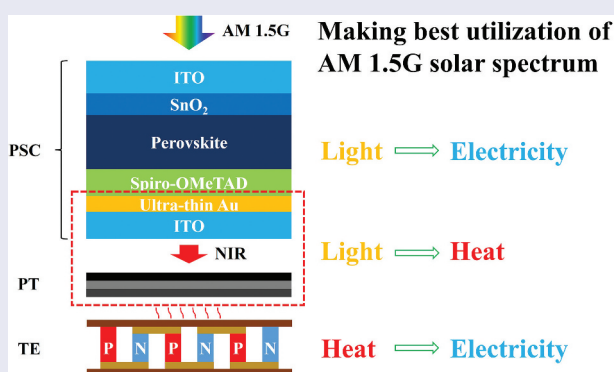 AM 1.5G
Making best utilization of
AM 1.5G solar spectrum
PSC
ITO
SnO₂
Perovskite
Spiro-OMeTAD
Ultra-thin Au
ITO
Light ⇒ Electricity
NIR
Light ⇒ Heat
PT
TE
P N P N P N
Heat ⇒ Electricity